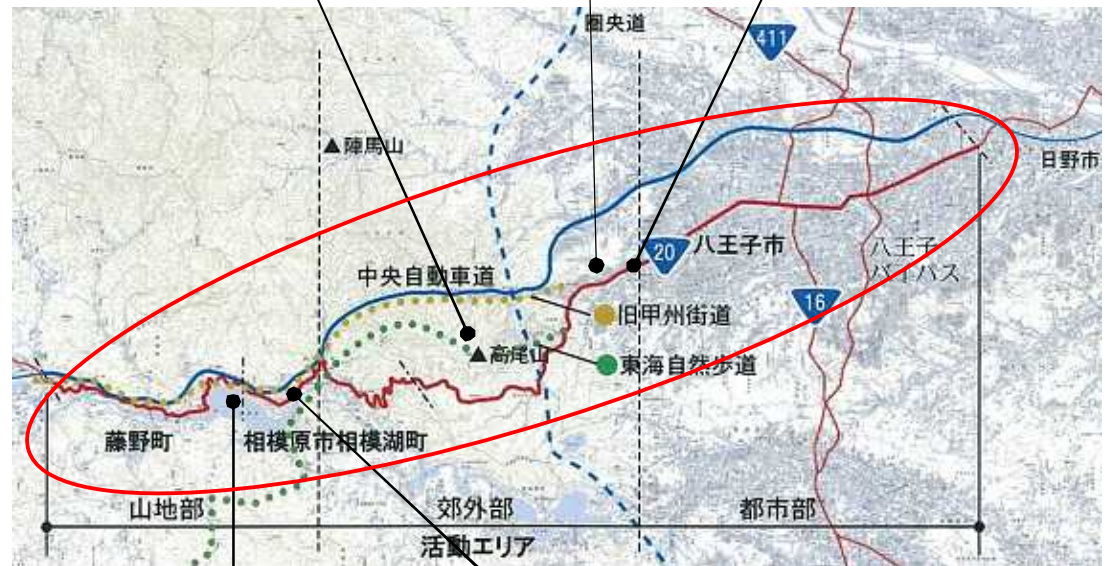 圏央道
411
▲陣馬山
日野市
20
八王子市
八王子
バイパス
中央自動車道
16
旧甲州街道
▲高尾山
東海自然歩道
藤野町
相模原市相模湖町
山地部
郊外部
都市部
活動エリア